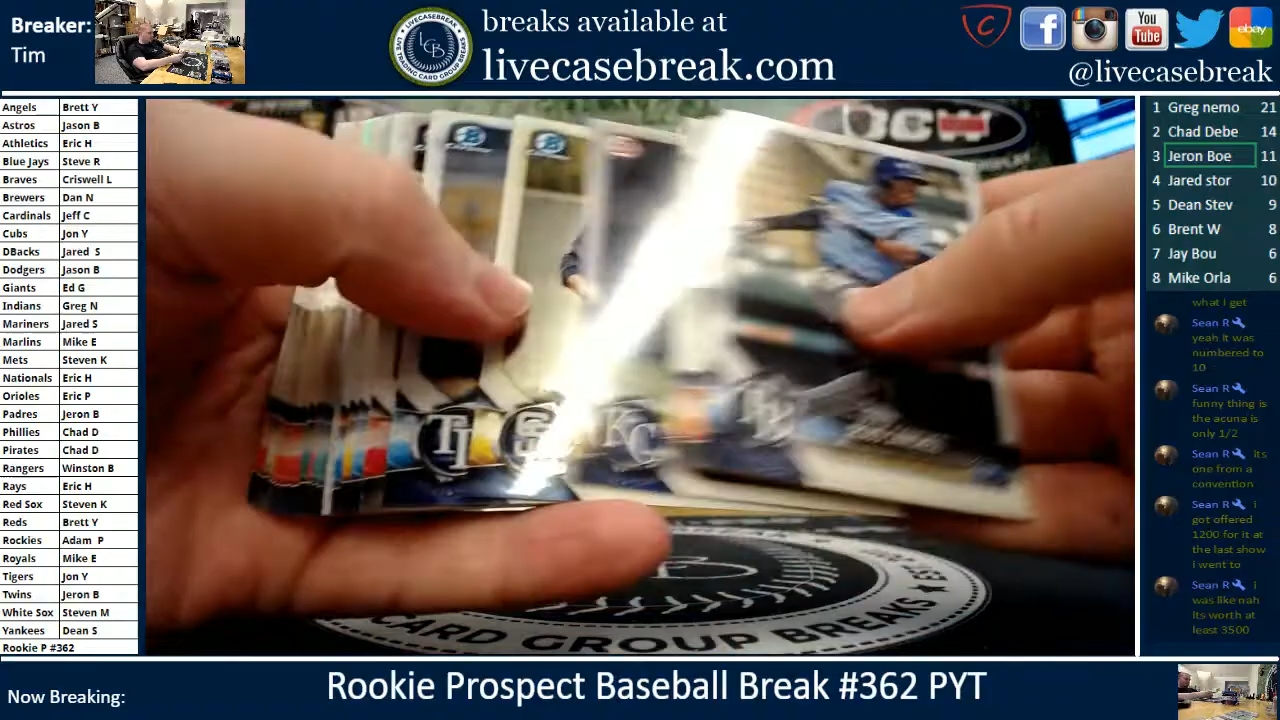 Breaker:
Tim
breaks available at
livecasebreak.com
You
Tube
ebay
@livecasebreak
LCB
Angels Brett Y
Astros Jason B
Athletics Eric H
Blue Jays Steve R
Braves Criswell L
Brewers Dan N
Cardinals Jeff C
Cubs Jon Y
DBacks Jared S
Dodgers Jason B
Giants Ed G
Indians Greg N
Mariners Jared S
Marlins Mike E
Mets Steven K
Nationals Eric H
Orioles Eric P
Padres Jeron B
Phillies Chad D
Pirates Chad D
Rangers Winston B
Rays Eric H
Red Sox Steven K
Reds Brett Y
Rockies Adam P
Royals Mike E
Tigers Jon Y
Twins Jeron B
White Sox Steven M
Yankees Dean S
Rookie P #362
KC
CARD GROUP BREAKS
1 Greg nemo 21
2 Chad Debe 14
3 Jeron Boe 11
4 Jared stor 10
5 Dean Stev 9
6 Brent W 8
7 Jay Bou 6
8 Mike Orla 6
what I get
Sean R
yeah it was
numbered to
10
Sean R
funny thing is
the acuna is
only 1/2
Sean R its
one from a
convention
Sean R i
got offered
1200 for it at
the last show
i went to
Sean R i
was like nah
its worth at
least 3500
Now Breaking:
Rookie Prospect Baseball Break #362 PYT